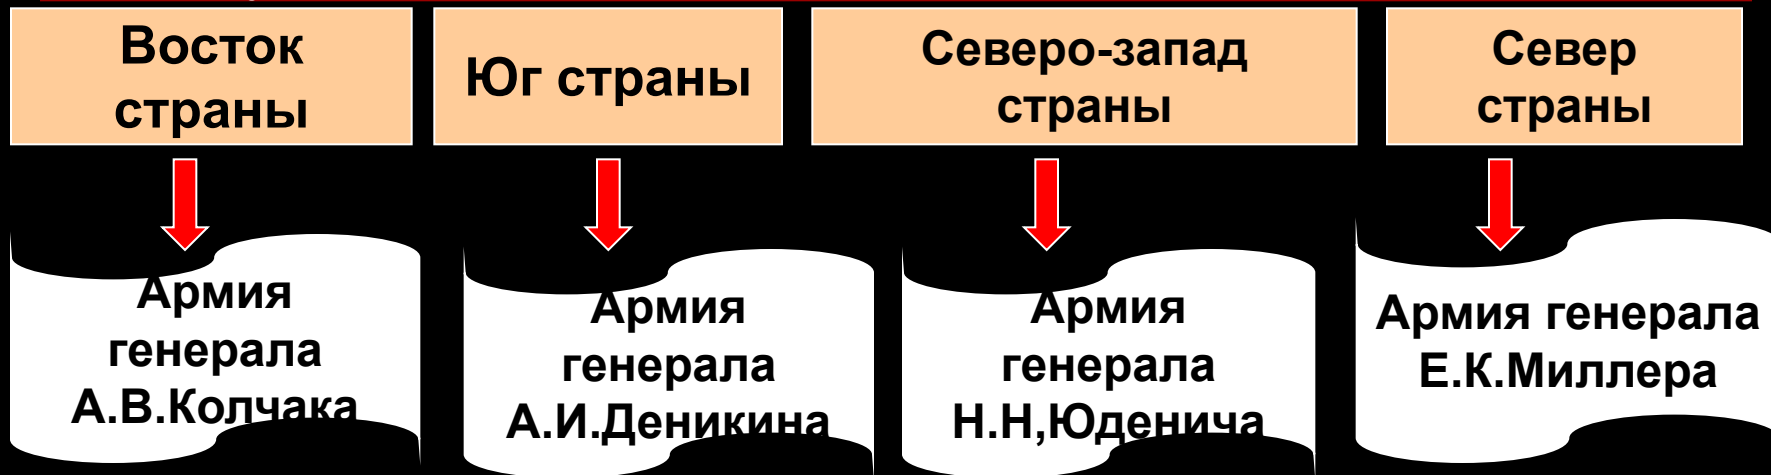 Восток
страны
Юг страны
Северо-запад
страны
Север
страны
Армия
генерала
А.В.Колчака
Армия
генерала
А.И.Деникина
Армия
генерала
Н.Н,Юденича
Армия генерала
Е.К.Миллера